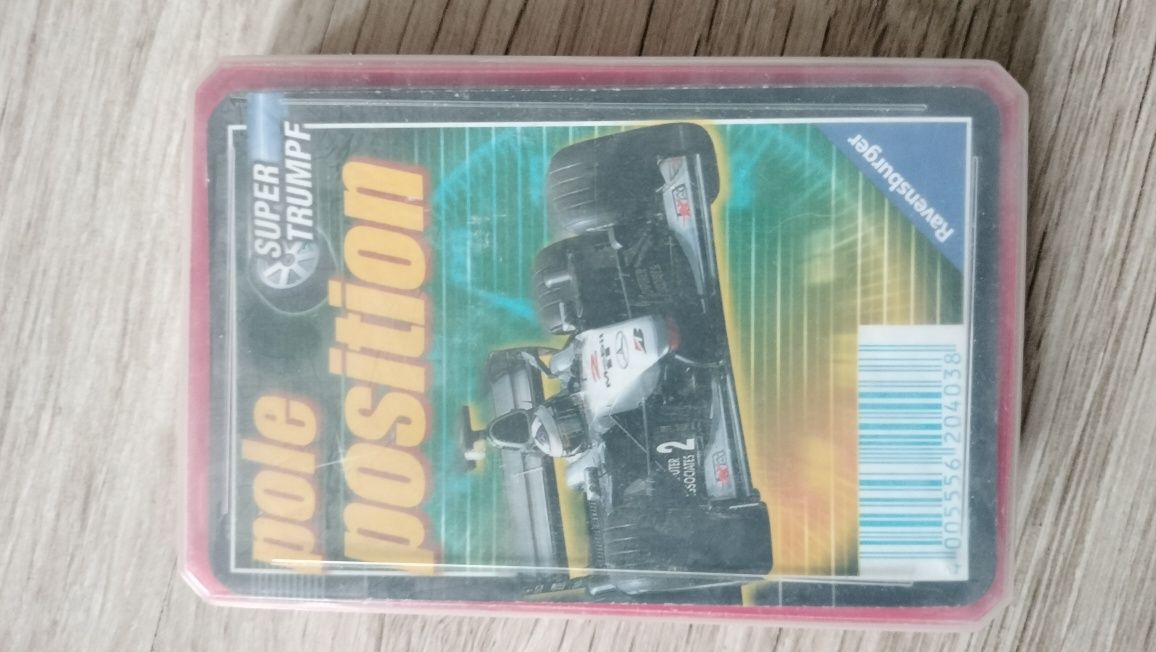 SUPER
TRUMPF
pole
position
Ravensburger
2
4 005556 204038